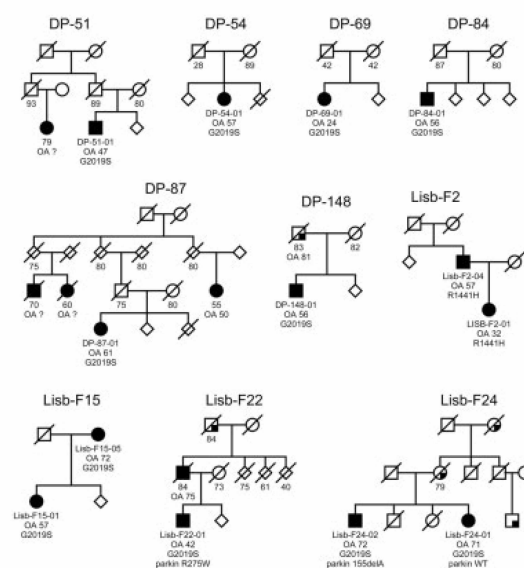 DP-51 DP-54 DP-69 DP-84
28 89 42 42 87 80
93 89 80
79
OA ?
DP-51-01
OA 47
G2019S
DP-54-01
OA 57
G2019S
DP-69-01
OA 24
G2019S
DP-84-01
OA 56
G2019S
DP-87
75 80 80 80
70
OA ?
60
OA ?
75 80
55
OA 50
DP-87-01
OA 61
G2019S
DP-148
83
OA 81
82
DP-148-01
OA 56
G2019S
Lisb-F2
Lisb-F2-04
OA 57
R1441H
LISB-F2-01
OA 32
R1441H
Lisb-F15
Lisb-F15-05
OA 72
G2019S
Lisb-F15-01
OA 57
G2019S
Lisb-F22
84
84
OA 75
73 75 61 40
Lisb-F22-01
OA 42
G2019S
parkin R275W
Lisb-F24
79
Lisb-F24-02
OA 72
G2019S
parkin 155delA
Lisb-F24-01
OA 71
G2019S
parkin WT